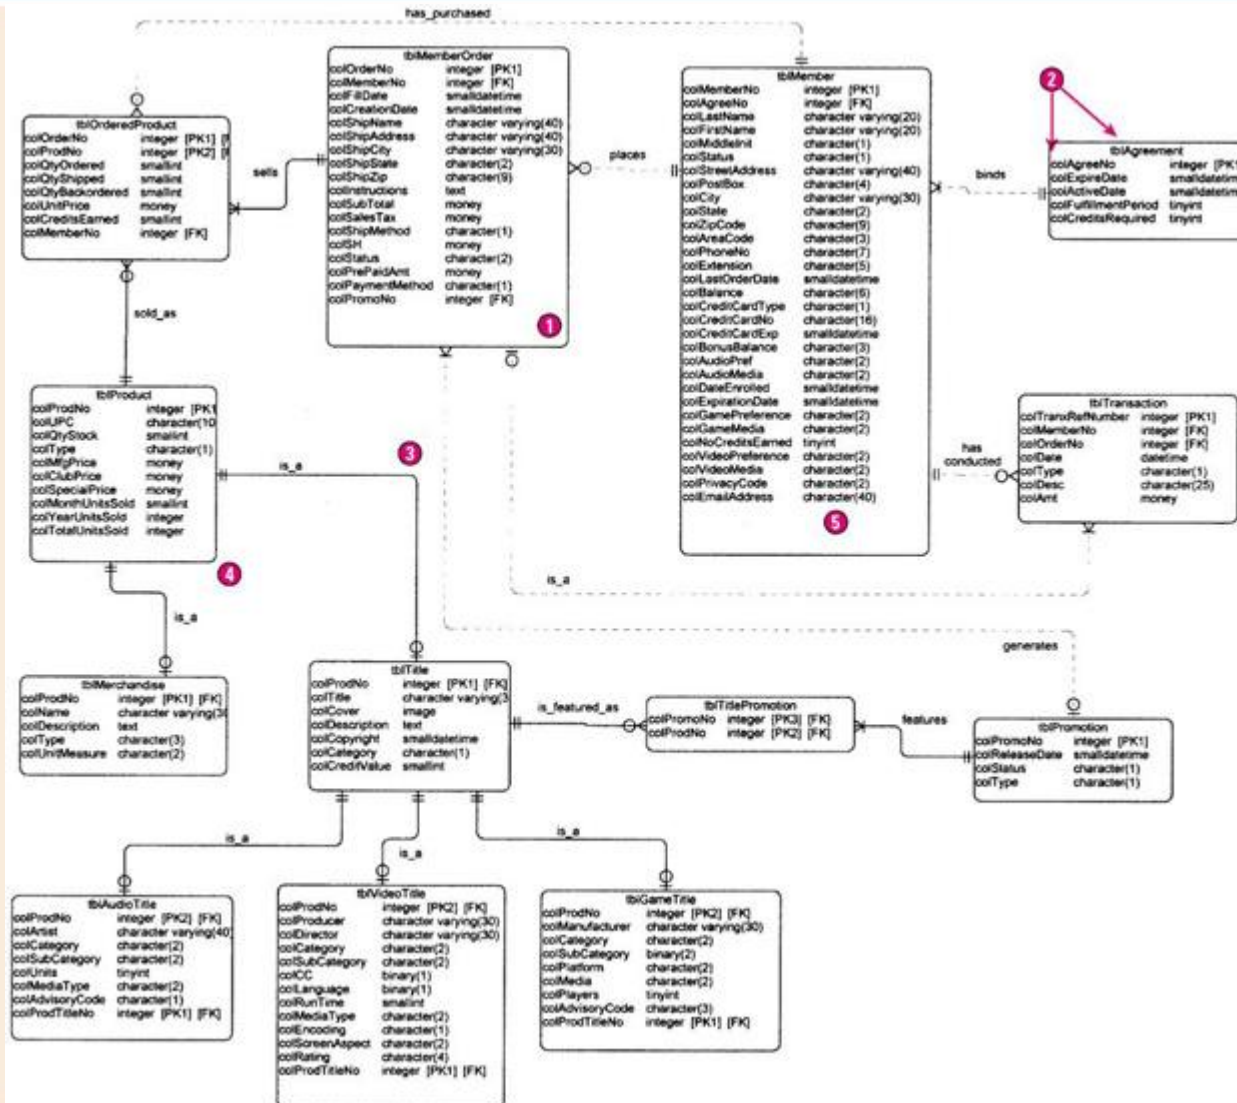 has_purchased
tblMemberOrder
colOrderNo integer [PK1]
colMemberNo integer [FK]
colFillDate smalldatetime
colCreationDate smalldatetime
colShipName character varying(40)
colShipAddress character varying(40)
colShipCity character varying(30)
colShipState character(2)
colShipZip character(9)
colInstructions text
colSubTotal money
colSalesTax money
colShipMethod character(1)
colSH money
colStatus character(2)
colPrePaidAmt money
colPaymentMethod character(1)
colPromoNo integer [FK]
1
tblMember
colMemberNo integer [PK1]
colAgreeNo integer [FK]
colLastName character varying(20)
colFirstName character varying(20)
colMiddleInit character(1)
colStatus character(1)
colStreetAddress character varying(40)
colPostBox character(4)
colCity character varying(30)
colState character(2)
colZipCode character(9)
colAreaCode character(3)
colPhoneNo character(7)
colExtension character(5)
colLastOrderDate smalldatetime
colBalance character(6)
colCreditCardType character(1)
colCreditCardNo character(16)
colCreditCardExp smalldatetime
colBonusBalance character(3)
colAudioPref character(2)
colAudioMedia character(2)
colDateEnrolled smalldatetime
colExpirationDate smalldatetime
colGamePreference character(2)
colGameMedia character(2)
colNoCreditsEarned tinyint
colVideoPreference character(2)
colVideoMedia character(2)
colPrivacyCode character(2)
colEmailAddress character(40)
5
2
tblAgreement
colAgreeNo integer [PK1
colExpireDate smalldatetime
colActiveDate smalldatetime
colFulfillmentPeriod tinyint
colCreditsRequired tinyint
tblOrderedProduct
colOrderNo integer [PK1] [
colProdNo integer [PK2] [
colQtyOrdered smallint
colQtyShipped smallint
colQtyBackordered smallint
colUnitPrice money
colCreditsEarned smallint
colMemberNo integer [FK]
sells
places
binds
sold_as
tblProduct
colProdNo integer [PK1
colUPC character(10
colQtyStock smallint
colType character(1)
colMfgPrice money
colClubPrice money
colSpecialPrice money
colMonthUnitsSold smallint
colYearUnitsSold integer
colTotalUnitsSold integer
4
is_a
3
tblTransaction
colTranxRefNumber integer [PK1]
colMemberNo integer [FK]
colOrderNo integer [FK]
colDate datetime
colType character(1)
colDesc character(25)
colAmt money
has
conducted
is_a
is_a
generates
tblMerchandise
colProdNo integer [PK1] [FK]
colName character varying(3
colDescription text
colType character(3)
colUnitMeasure character(2)
tblTitle
colProdNo integer [PK1] [FK]
colTitle character varying(3
colCover image
colDescription text
colCopyright smalldatetime
colCategory character(1)
colCreditValue smallint
is_featured_as
tblTitlePromotion
colPromoNo integer [PK3] [FK]
colProdNo integer [PK2] [FK]
features
tblPromotion
colPromoNo integer [PK1]
colReleaseDate smalldatetime
colStatus character(1)
colType character(1)
is_a
is_a
is_a
tblAudioTitle
colProdNo integer [PK2] [FK]
colArtist character varying(40)
colCategory character(2)
colSubCategory character(2)
colUnits tinyint
colMediaType character(2)
colAdvisoryCode character(1)
colProdTitleNo integer [PK1] [FK]
tblVideoTitle
colProdNo integer [PK2] [FK]
colProducer character varying(30)
colDirector character varying(30)
colCategory character(2)
colSubCategory character(2)
colCC binary(1)
colLanguage binary(1)
colRunTime smallint
colMediaType character(2)
colEncoding character(1)
colScreenAspect character(2)
colRating character(4)
colProdTitleNo integer [PK1] [FK]
tblGameTitle
colProdNo integer [PK2] [FK]
colManufacturer character varying(30)
colCategory character(2)
colSubCategory binary(2)
colPlatform character(2)
colMedia character(2)
colPlayers tinyint
colAdvisoryCode character(3)
colProdTitleNo integer [PK1] [FK]